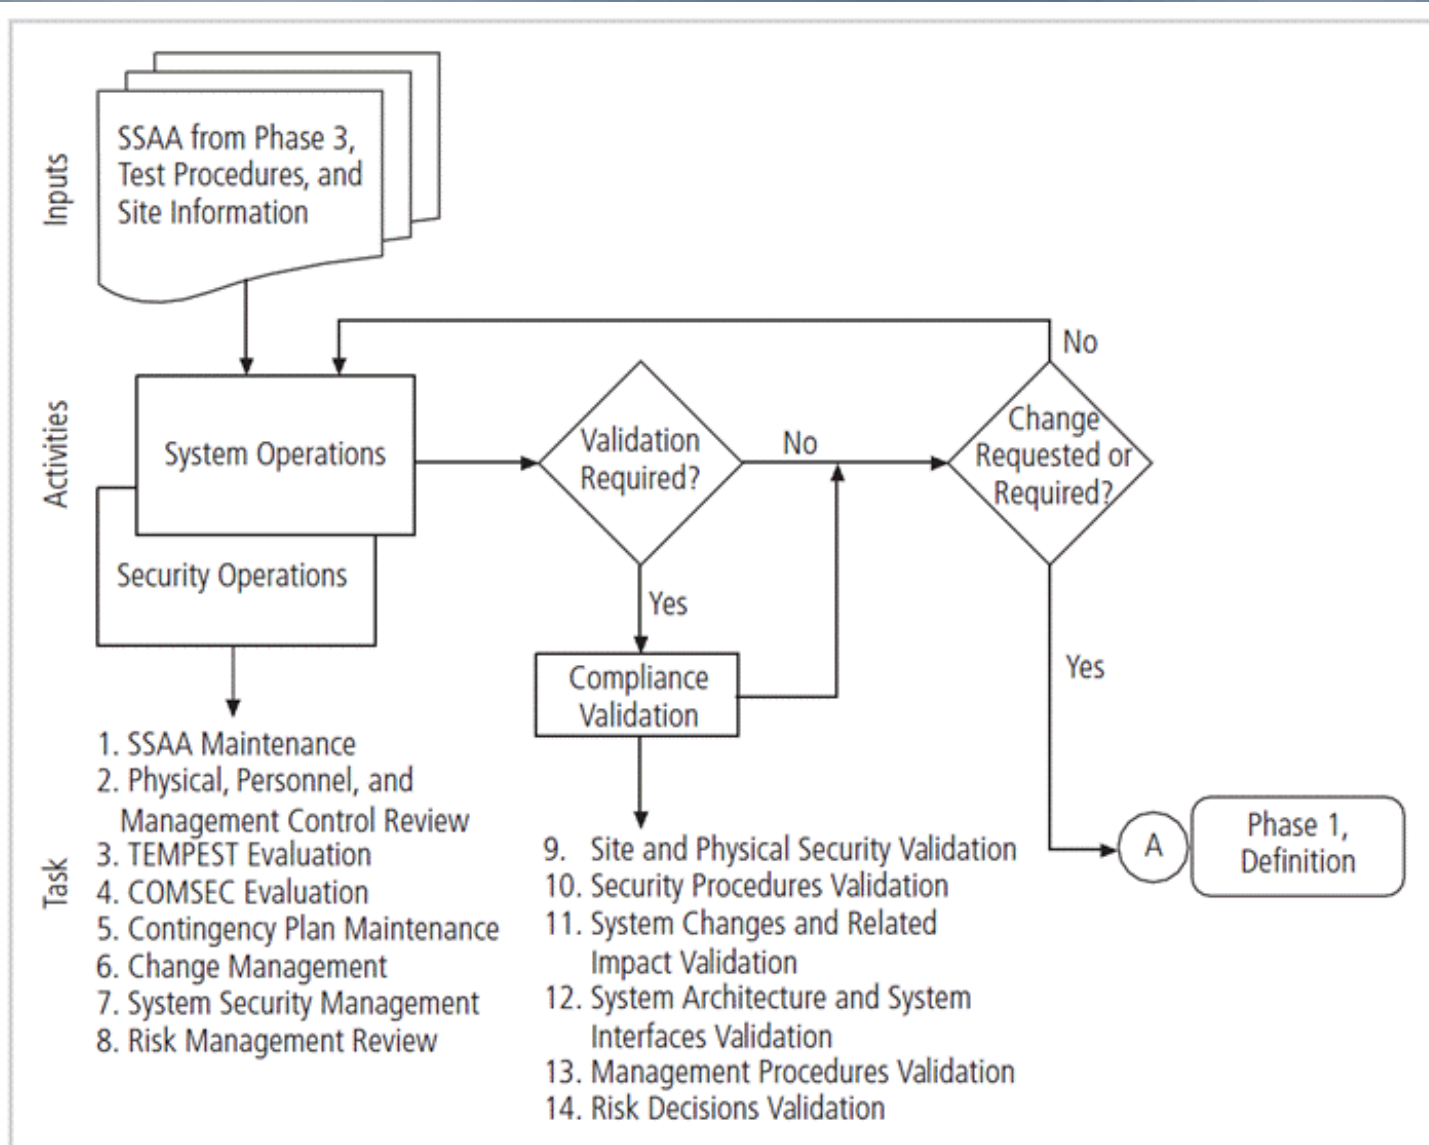 Inputs
SSAA from Phase 3,
Test Procedures, and
Site Information
Activities
System Operations
Security Operations
Validation
Required?
No
Yes
Compliance
Validation
Change
Requested or
Required?
No
Yes
A
Phase 1,
Definition
Task
1. SSAA Maintenance
2. Physical, Personnel, and
Management Control Review
3. TEMPEST Evaluation
4. COMSEC Evaluation
5. Contingency Plan Maintenance
6. Change Management
7. System Security Management
8. Risk Management Review
9. Site and Physical Security Validation
10. Security Procedures Validation
11. System Changes and Related
Impact Validation
12. System Architecture and System
Interfaces Validation
13. Management Procedures Validation
14. Risk Decisions Validation